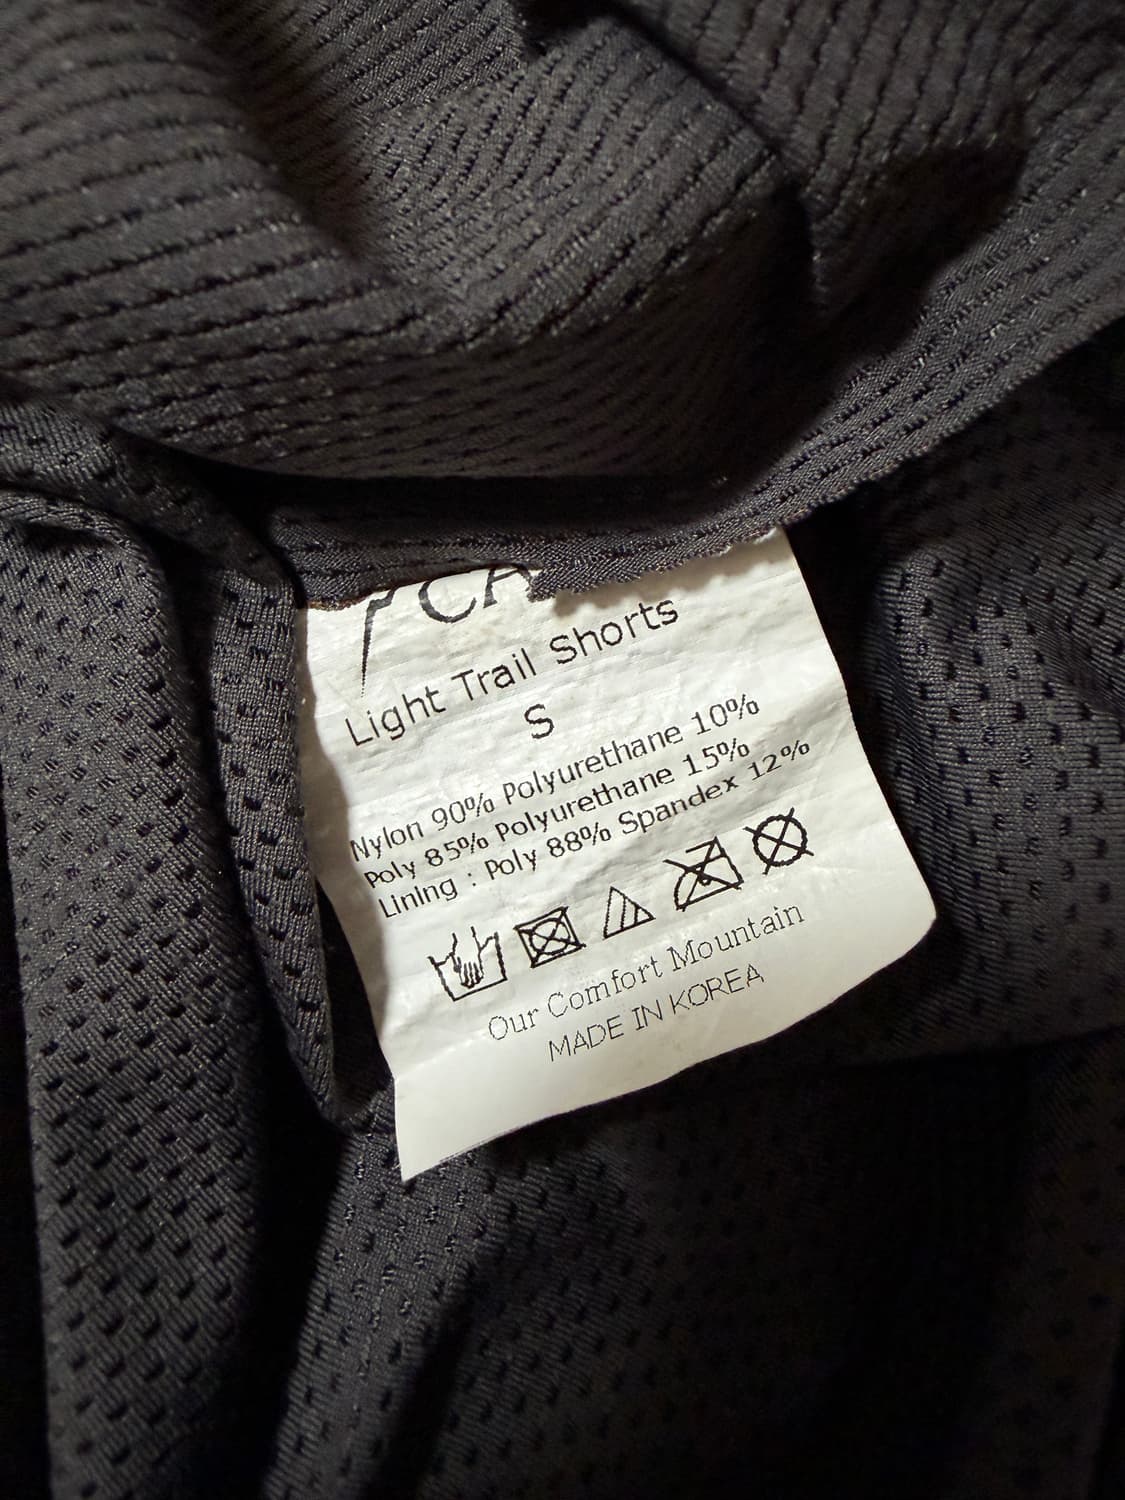 Light Trail Shorts
S
Nylon 90% Polyurethane 10%
Poly 85% Polyurethane 15%
Lining : Poly 88% Spandex 12%
Our Comfort Mountain
MADE IN KOREA